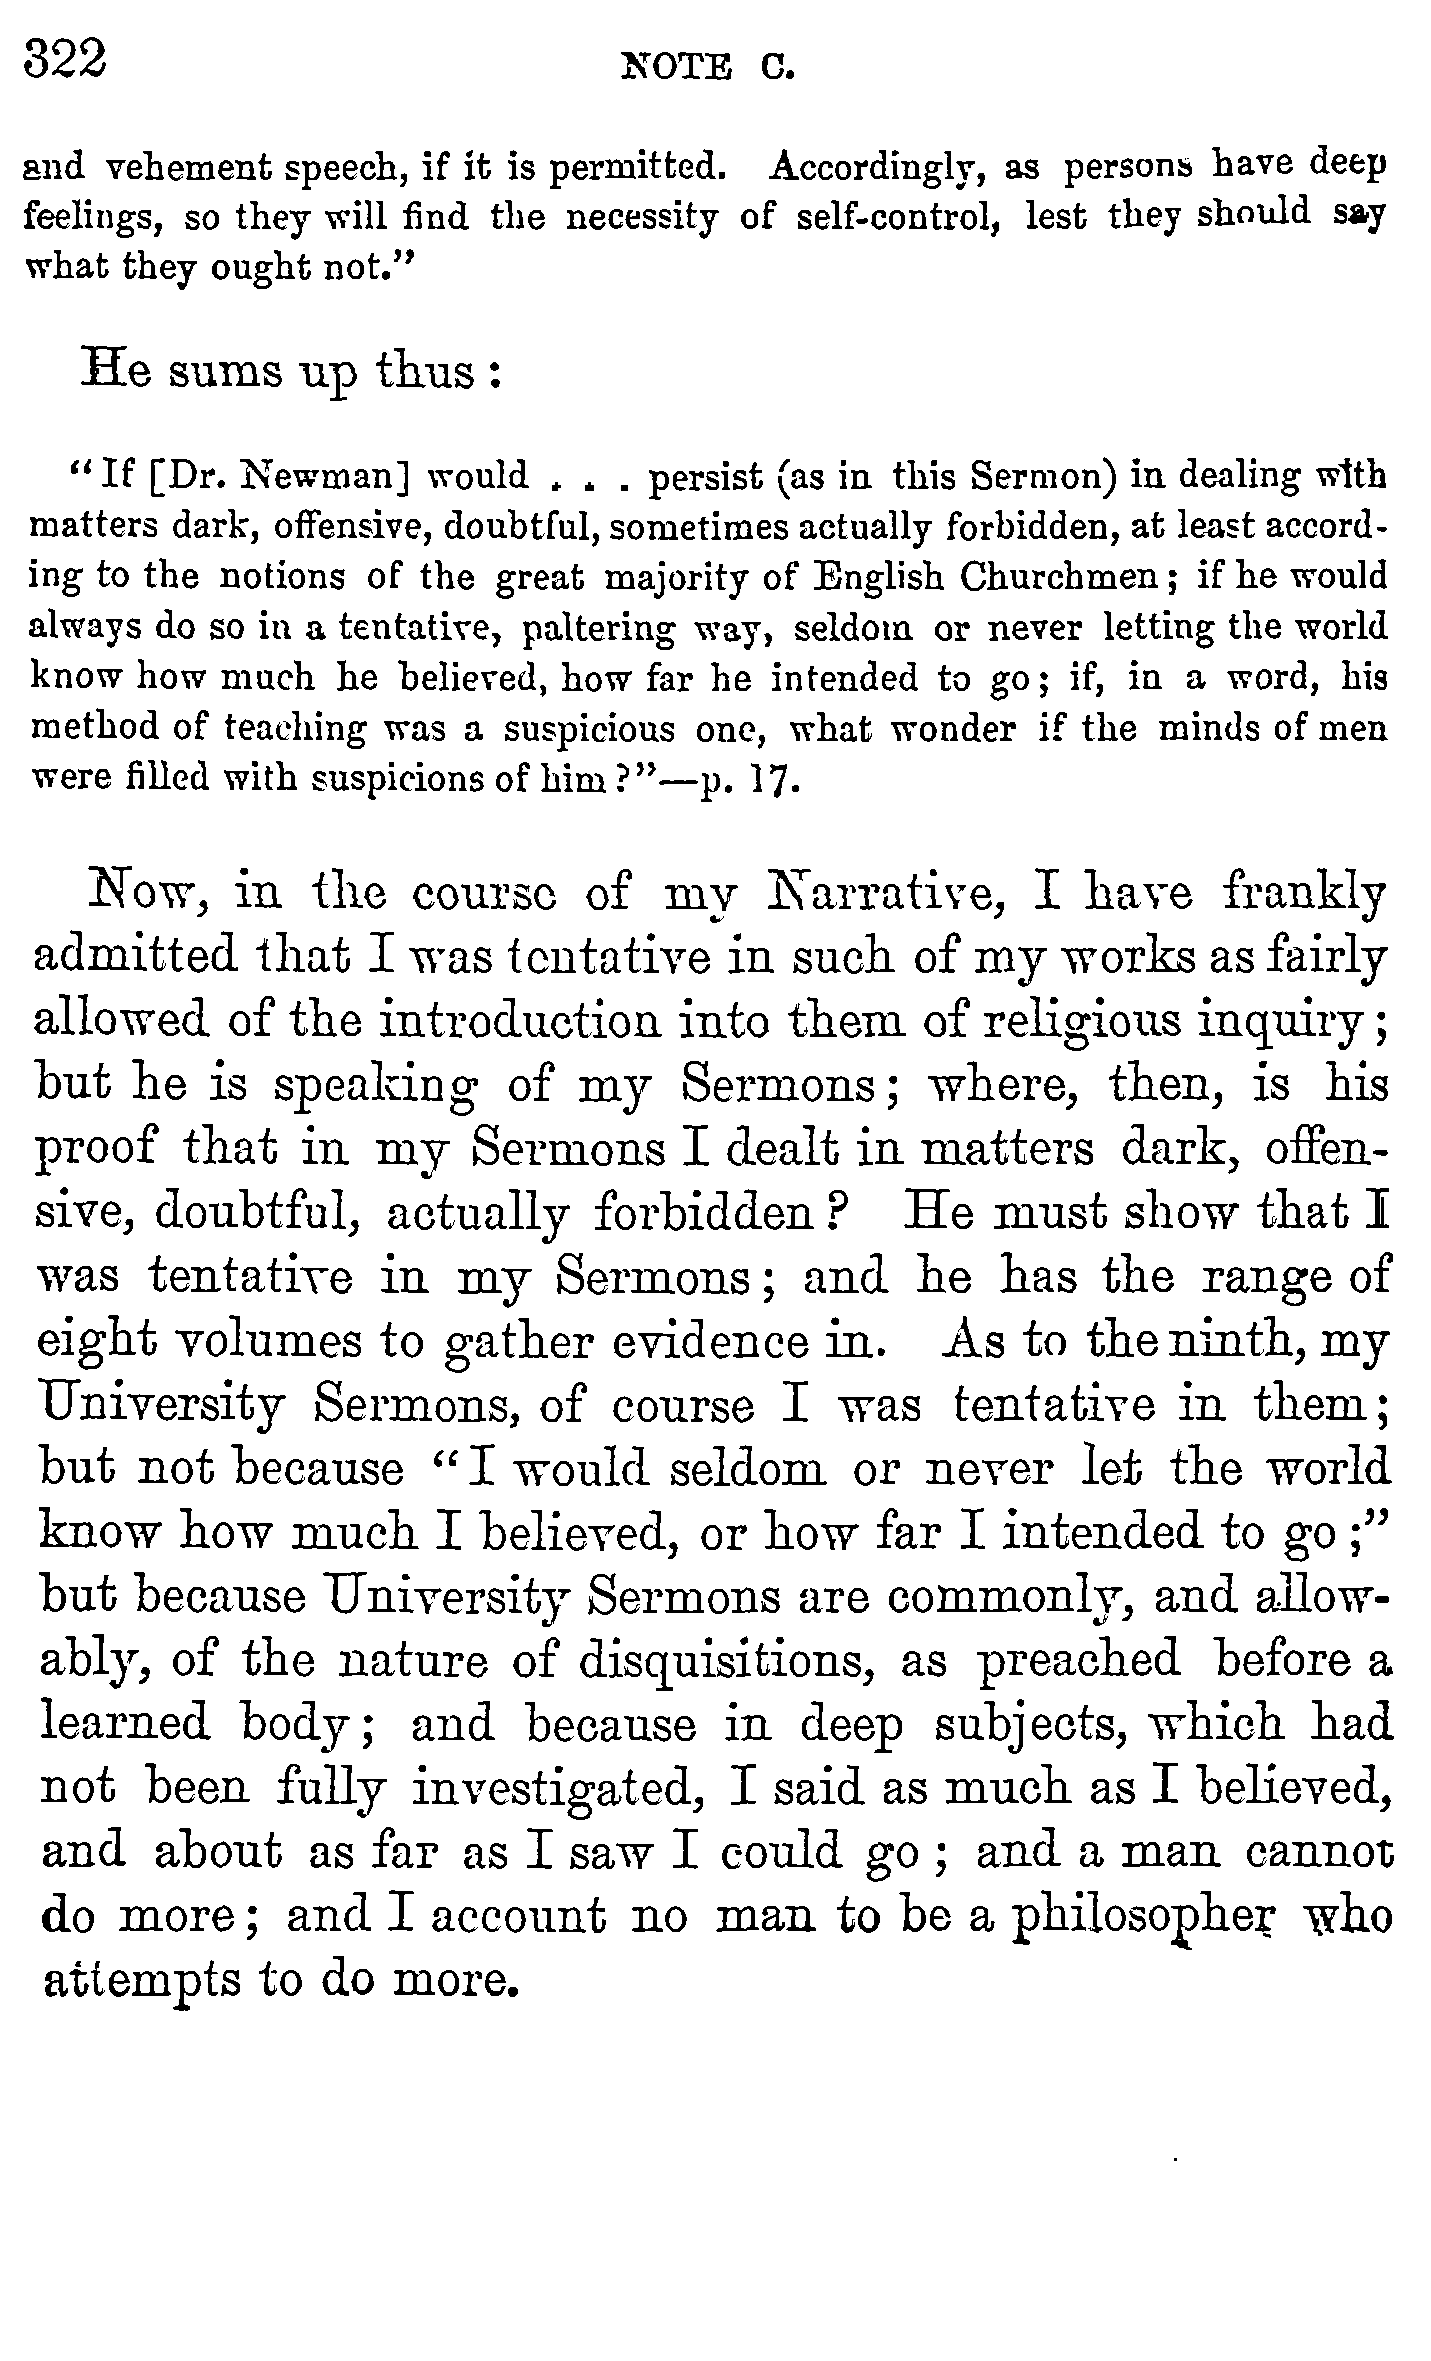 322 NOTE C.
and vehement speech, if it is permitted. Accordingly, as persons have deep
feelings, so they will find the necessity of self-control, lest they should say
what they ought not."
He sums up thus :
"If [Dr. Newman] would . . . persist (as in this Sermon) in dealing with
matters dark, offensive, doubtful, sometimes actually forbidden, at least accord-
ing to the notions of the great majority of English Churchmen; if he would
always do so in a tentative, paltering way, seldom or never letting the world
know how much he believed, how far he intended to go; if, in a word, his
method of teaching was a suspicious one, what wonder if the minds of men
were filled with suspicions of him?"—p. 17.
Now, in the course of my Narrative, I have frankly
admitted that I was tentative in such of my works as fairly
allowed of the introduction into them of religious inquiry;
but he is speaking of my Sermons; where, then, is his
proof that in my Sermons I dealt in matters dark, offen-
sive, doubtful, actually forbidden? He must show that I
was tentative in my Sermons; and he has the range of
eight volumes to gather evidence in. As to the ninth, my
University Sermons, of course I was tentative in them;
but not because "I would seldom or never let the world
know how much I believed, or how far I intended to go;"
but because University Sermons are commonly, and allow-
ably, of the nature of disquisitions, as preached before a
learned body; and because in deep subjects, which had
not been fully investigated, I said as much as I believed,
and about as far as I saw I could go; and a man cannot
do more; and I account no man to be a philosopher who
attempts to do more.